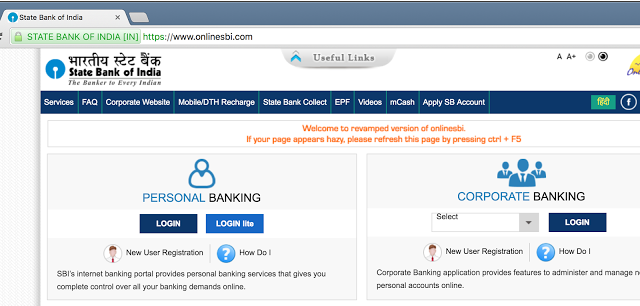 State Bank of India
STATE BANK OF INDIA [IN] https://www.onlinesbi.com
भारतीय स्टेट बैंक
State Bank of India
The Banker to Every Indian
Useful Links
A A+
Services FAQ Corporate Website Mobile/DTH Recharge State Bank Collect EPF Videos mCash Apply SB Account हिंदी f
Welcome to revamped version of onlinesbi.
If your page appears hazy, please refresh this page by pressing ctrl + F5
PERSONAL BANKING
LOGIN LOGIN lite
New User Registration ? How Do I
SBI's internet banking portal provides personal banking services that gives you
complete control over all your banking demands online.
CORPORATE BANKING
Select LOGIN
New User Registration ? How Do I
Corporate Banking application provides features to administer and manage
personal accounts online.